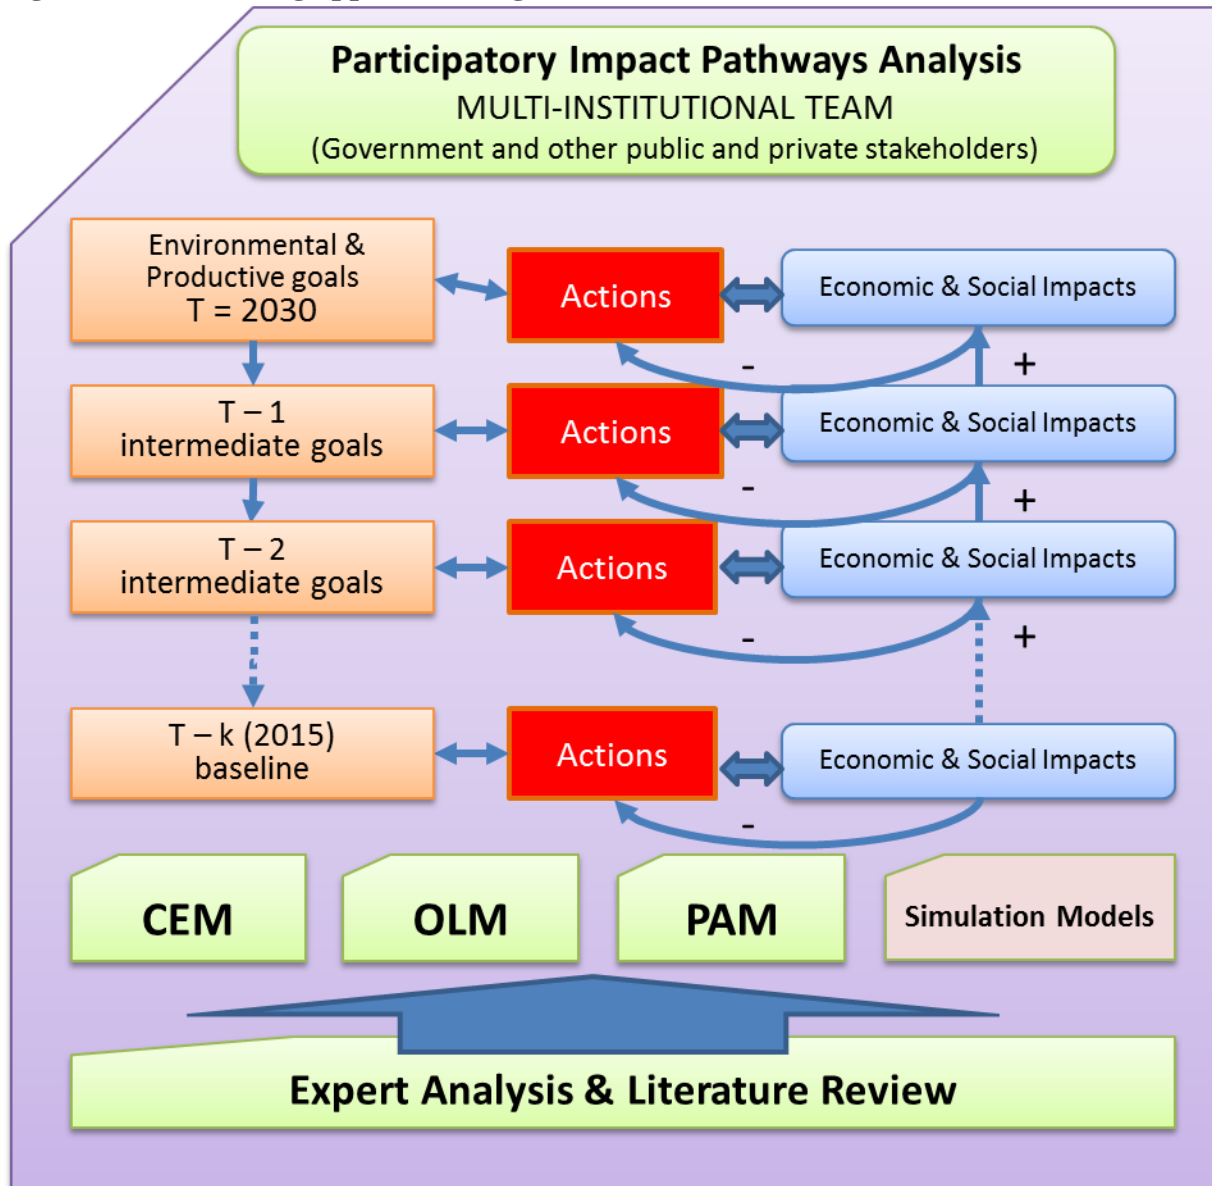 Participatory Impact Pathways Analysis
MULTI-INSTITUTIONAL TEAM
(Government and other public and private stakeholders)
Environmental &
Productive goals
T = 2030
Actions
Economic & Social Impacts
-
+
T – 1
intermediate goals
Actions
Economic & Social Impacts
-
+
T – 2
intermediate goals
Actions
Economic & Social Impacts
-
+
T – k (2015)
baseline
Actions
Economic & Social Impacts
-
CEM
OLM
PAM
Simulation Models
Expert Analysis & Literature Review